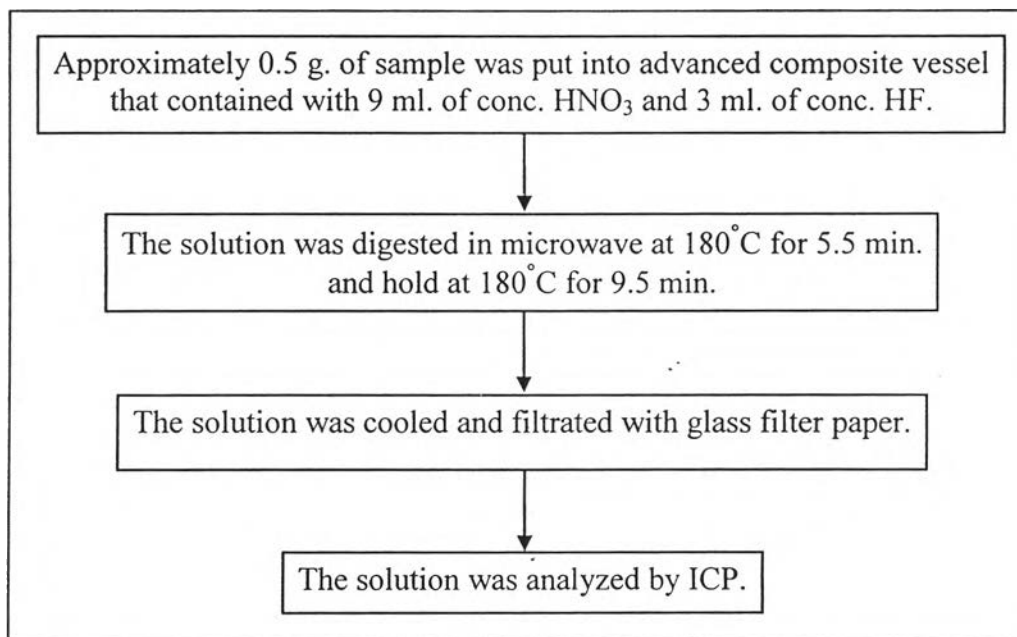 Approximately 0.5 g. of sample was put into advanced composite vessel
that contained with 9 ml. of conc. HNO₃ and 3 ml. of conc. HF.
The solution was digested in microwave at 180°C for 5.5 min.
and hold at 180°C for 9.5 min.
The solution was cooled and filtrated with glass filter paper.
The solution was analyzed by ICP.